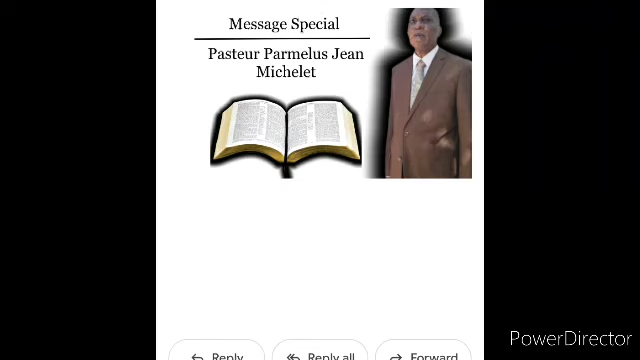 Message Special
Pasteur Parmelus Jean
Michelet
Reply
Reply all
Forward
PowerDirector